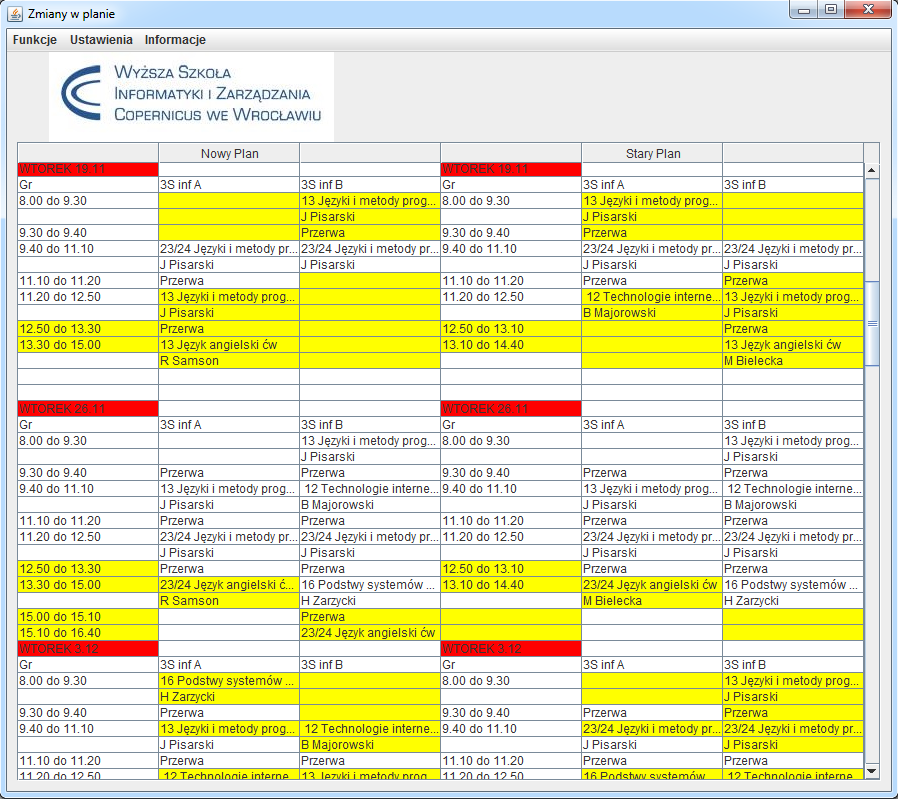 Zmiany w planie
Funkcje Ustawienia Informacje
WYŻSZA SZKOŁA
INFORMATYKI I ZARZĄDZANIA
COPERNICUS WE WROCŁAWIU
Nowy Plan Stary Plan
WTOREK 19.11 WTOREK 19.11
Gr 3S inf A 3S inf B Gr 3S inf A 3S inf B
8.00 do 9.30 13 Języki i metody prog... 8.00 do 9.30 13 Języki i metody prog...
J Pisarski J Pisarski
9.30 do 9.40 Przerwa 9.30 do 9.40 Przerwa
9.40 do 11.10 23/24 Języki i metody pr... 23/24 Języki i metody pr... 9.40 do 11.10 23/24 Języki i metody pr... 23/24 Języki i metody pr...
J Pisarski J Pisarski J Pisarski J Pisarski
11.10 do 11.20 Przerwa 11.10 do 11.20 Przerwa Przerwa
11.20 do 12.50 13 Języki i metody prog... 11.20 do 12.50 12 Technologie interne... 13 Języki i metody prog...
J Pisarski B Majorowski J Pisarski
12.50 do 13.30 Przerwa 12.50 do 13.10 Przerwa
13.30 do 15.00 13 Język angielski ćw 13.10 do 14.40 13 Język angielski ćw
R Samson M Bielecka
WTOREK 26.11 WTOREK 26.11
Gr 3S inf A 3S inf B Gr 3S inf A 3S inf B
8.00 do 9.30 13 Języki i metody prog... 8.00 do 9.30 13 Języki i metody prog...
J Pisarski J Pisarski
9.30 do 9.40 Przerwa Przerwa 9.30 do 9.40 Przerwa Przerwa
9.40 do 11.10 13 Języki i metody prog... 12 Technologie interne... 9.40 do 11.10 13 Języki i metody prog... 12 Technologie interne...
J Pisarski B Majorowski J Pisarski B Majorowski
11.10 do 11.20 Przerwa Przerwa 11.10 do 11.20 Przerwa Przerwa
11.20 do 12.50 23/24 Języki i metody pr... 23/24 Języki i metody pr... 11.20 do 12.50 23/24 Języki i metody pr... 23/24 Języki i metody pr...
J Pisarski J Pisarski J Pisarski J Pisarski
12.50 do 13.30 Przerwa Przerwa 12.50 do 13.10 Przerwa Przerwa
13.30 do 15.00 23/24 Język angielski ć... 16 Podstwy systemów ... 13.10 do 14.40 23/24 Język angielski ćw 16 Podstwy systemów ...
R Samson H Zarzycki M Bielecka H Zarzycki
15.00 do 15.10 Przerwa
15.10 do 16.40 23/24 Język angielski ćw
WTOREK 3.12 WTOREK 3.12
Gr 3S inf A 3S inf B Gr 3S inf A 3S inf B
8.00 do 9.30 16 Podstwy systemów ... 8.00 do 9.30 13 Języki i metody prog...
H Zarzycki J Pisarski
9.30 do 9.40 Przerwa 9.30 do 9.40 Przerwa Przerwa
9.40 do 11.10 13 Języki i metody prog... 12 Technologie interne... 9.40 do 11.10 23/24 Języki i metody pr... 23/24 Języki i metody pr...
J Pisarski B Majorowski J Pisarski J Pisarski
11.10 do 11.20 Przerwa Przerwa 11.10 do 11.20 Przerwa Przerwa
11.20 do 12.50 12 Technologie interne... 13 Języki i metody prog... 11.20 do 12.50 16 Podstwy systemów ... 12 Technologie interne...